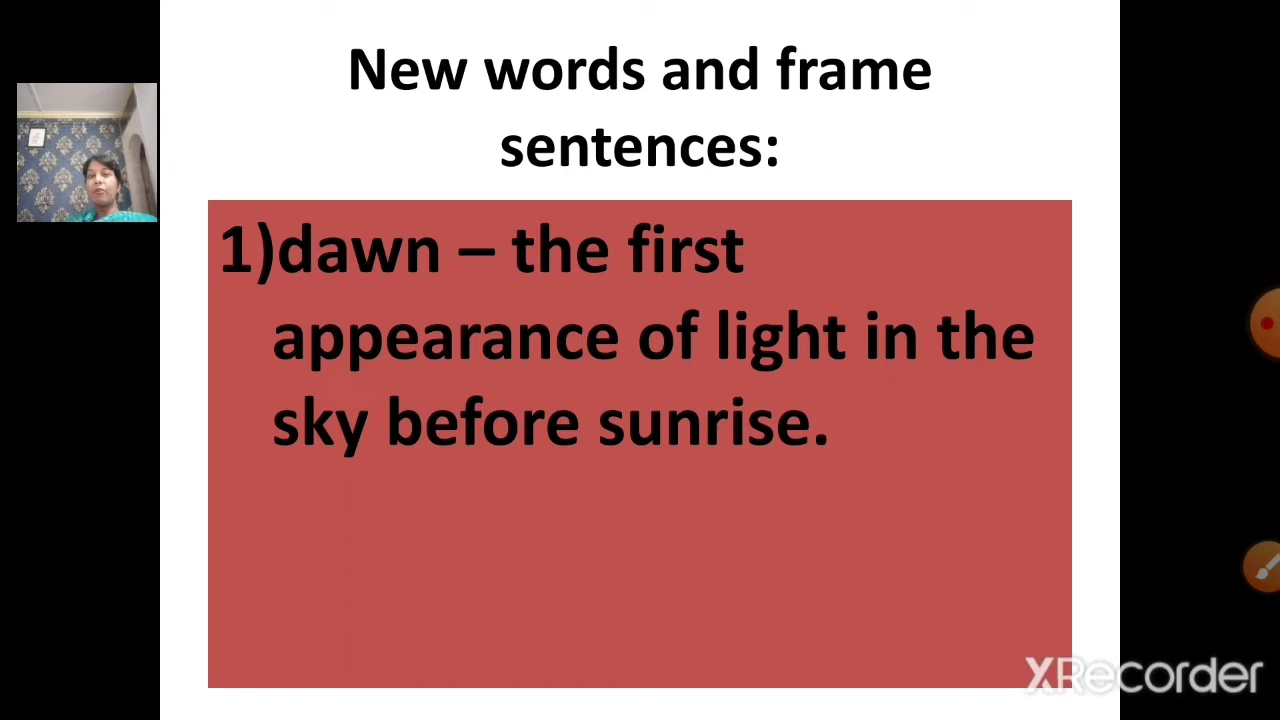 New words and frame
sentences:
1)dawn – the first
appearance of light in the
sky before sunrise.
XRecorder